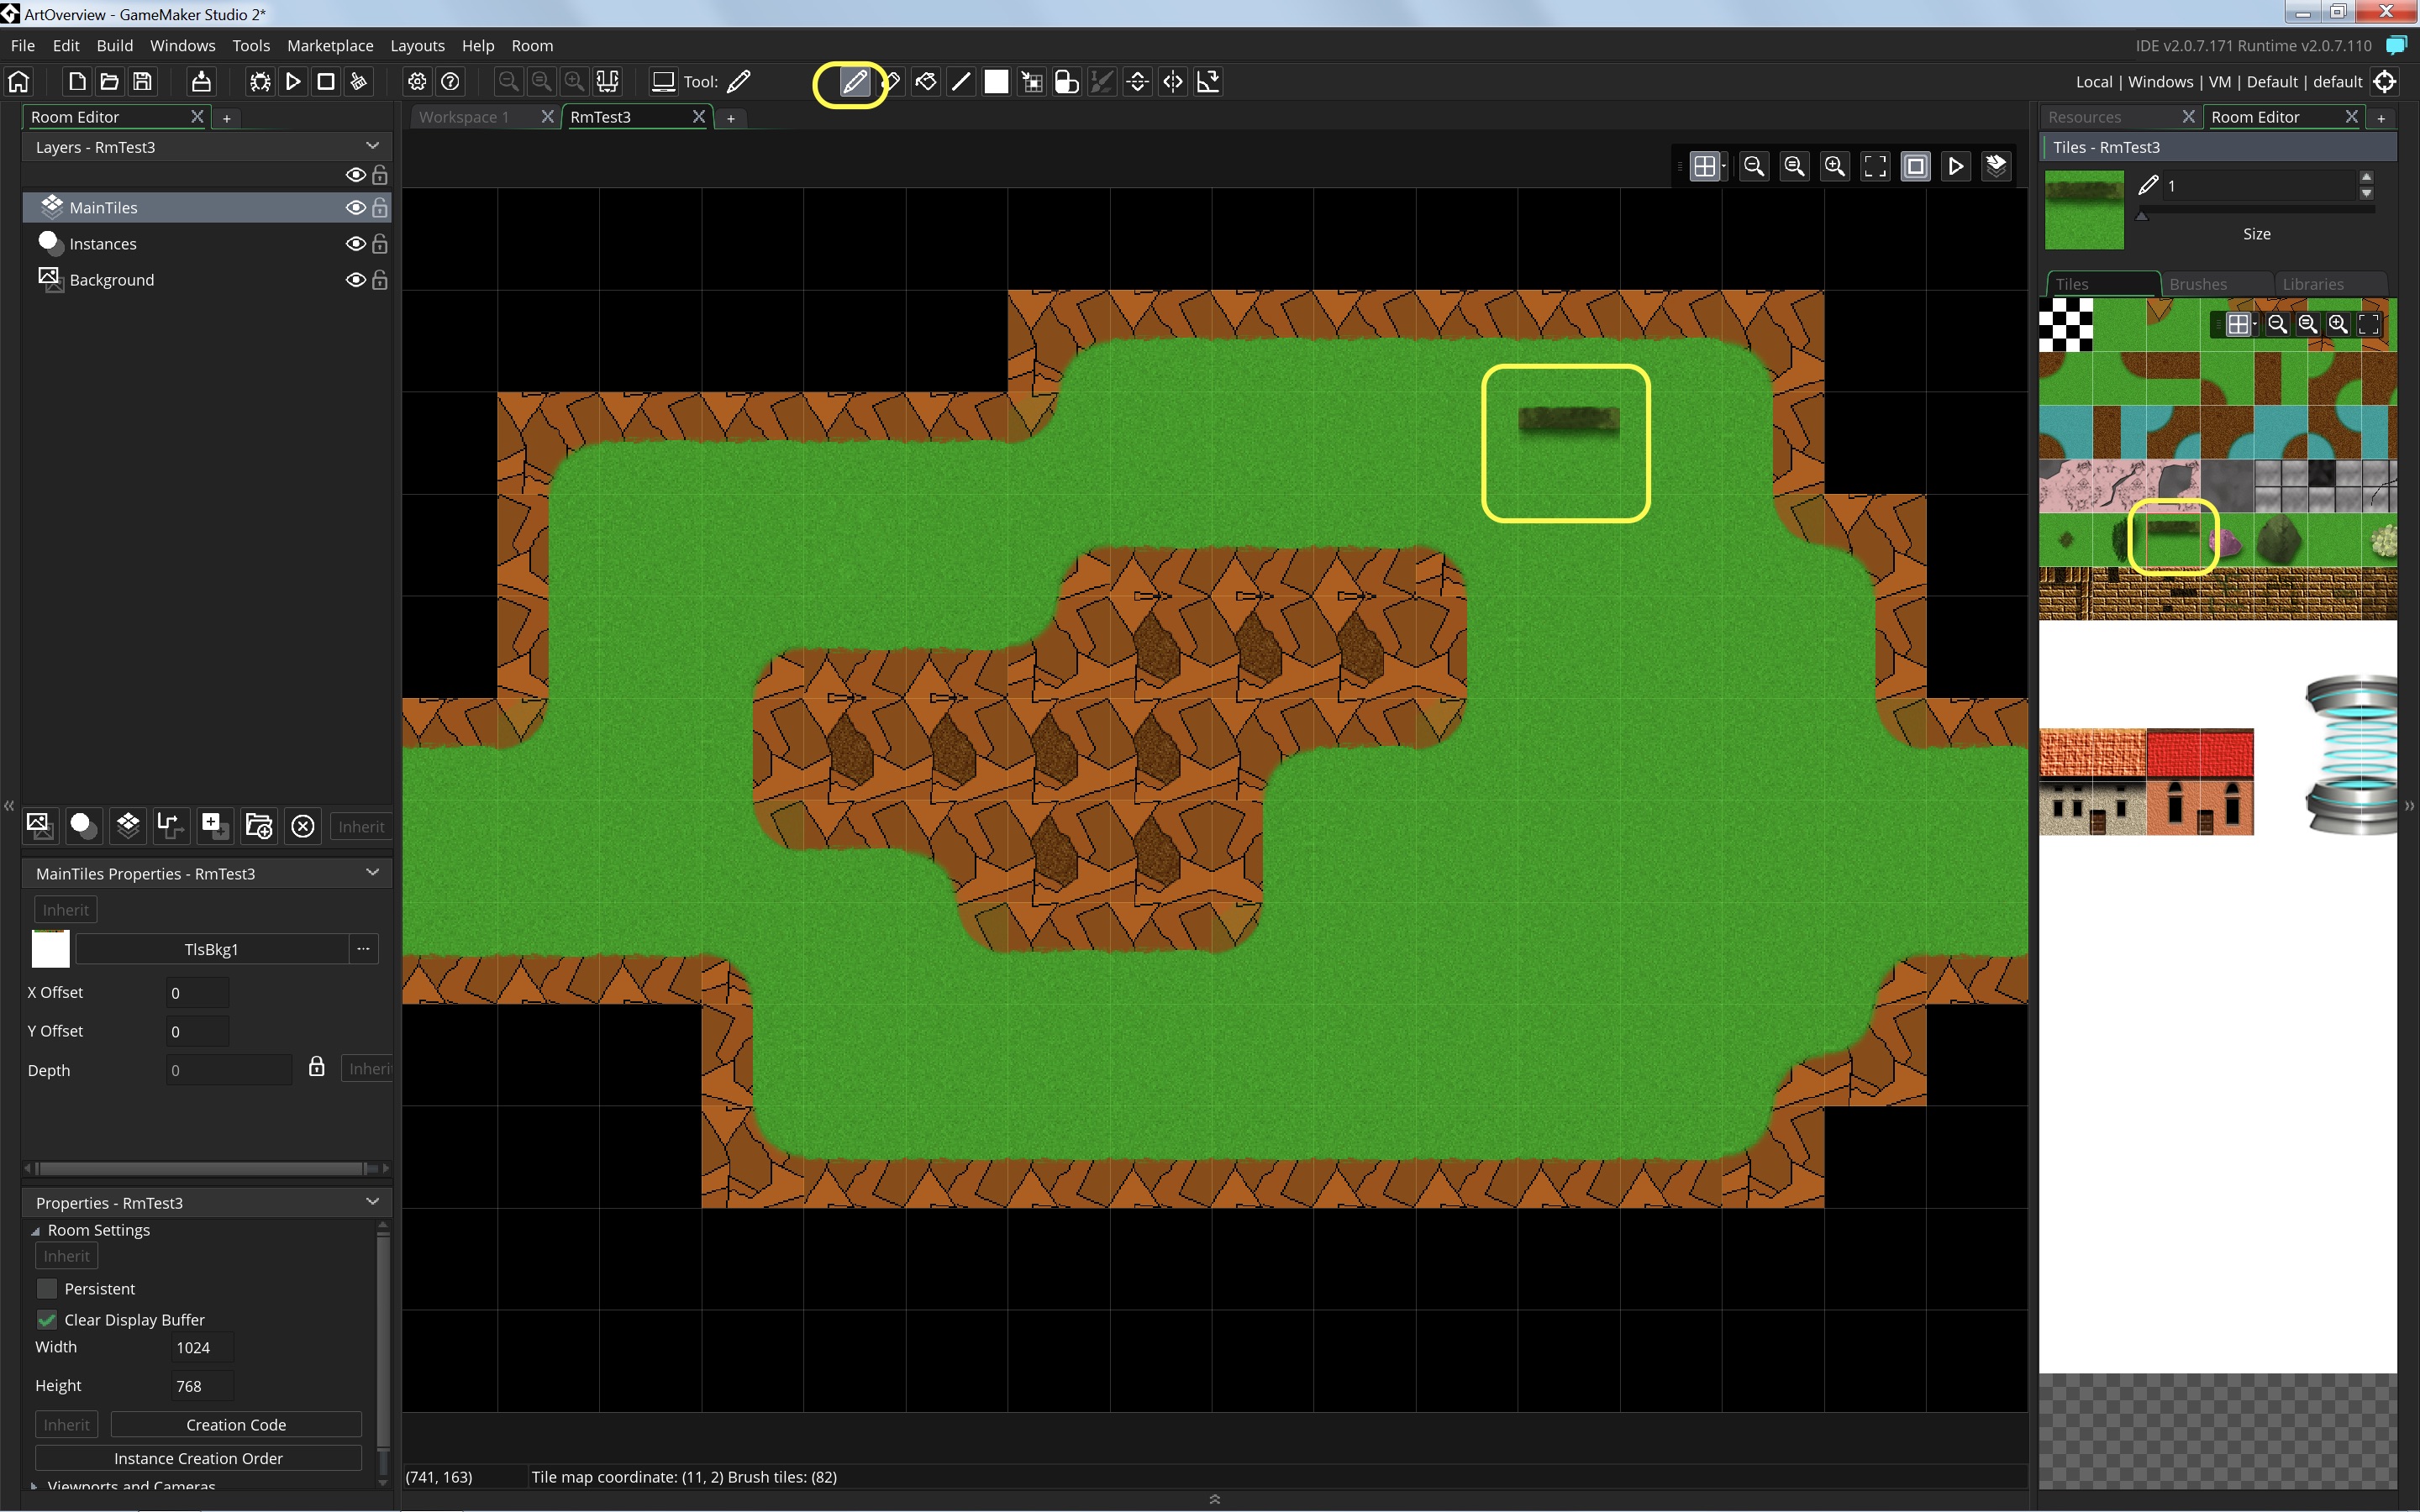 ArtOverview - GameMaker Studio 2*
File Edit Build Windows Tools Marketplace Layouts Help Room
IDE v2.0.7.171 Runtime v2.0.7.110
Tool:
Local | Windows | VM | Default | default
Room Editor
Layers - RmTest3
MainTiles
Instances
Background
Inherit
MainTiles Properties - RmTest3
Inherit
TlsBkg1
X Offset 0
Y Offset 0
Depth 0 Inheri
Properties - RmTest3
Room Settings
Inherit
Persistent
Clear Display Buffer
Width 1024
Height 768
Inherit Creation Code
Instance Creation Order
Viewports and Cameras
Workspace 1 RmTest3
(741, 163) Tile map coordinate: (11, 2) Brush tiles: (82)
Resources Room Editor
Tiles - RmTest3
1
Size
Tiles Brushes Libraries